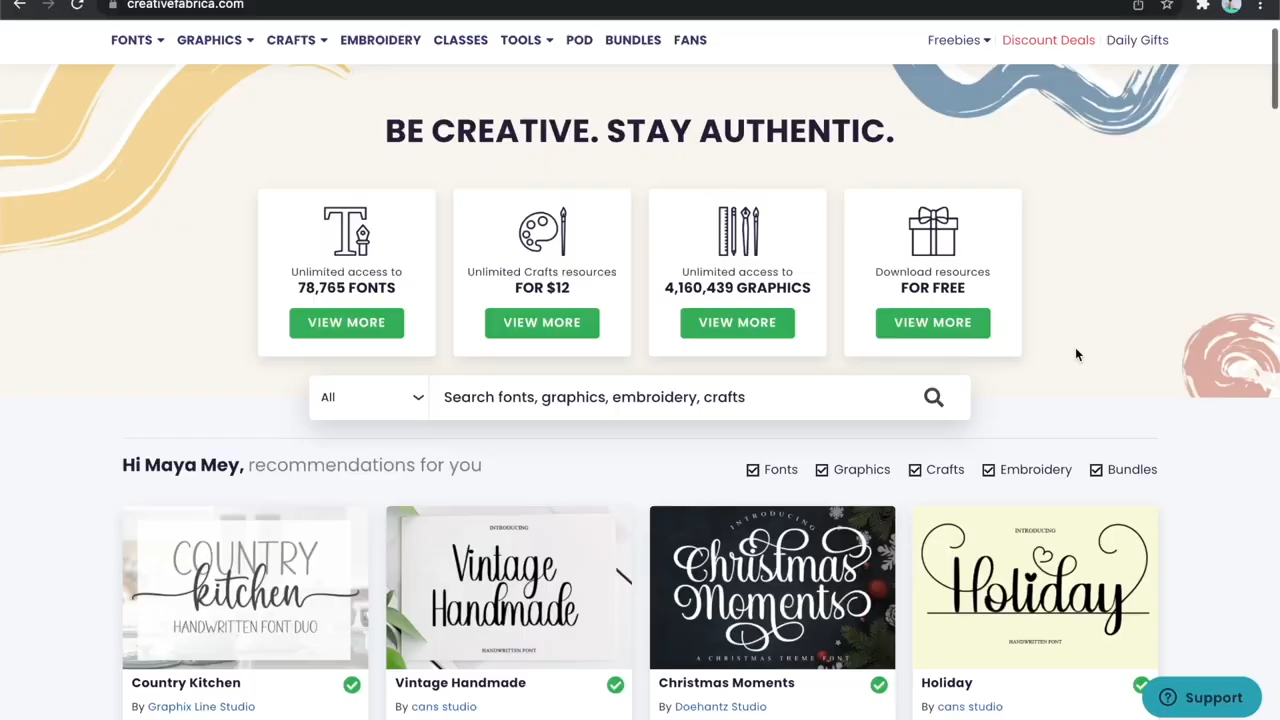 creativefabrica.com
FONTS GRAPHICS CRAFTS EMBROIDERY CLASSES TOOLS POD BUNDLES FANS Freebies Discount Deals Daily Gifts
BE CREATIVE. STAY AUTHENTIC.
Unlimited access to
78,765 FONTS
VIEW MORE
Unlimited Crafts resources
FOR $12
VIEW MORE
Unlimited access to
4,160,439 GRAPHICS
VIEW MORE
Download resources
FOR FREE
VIEW MORE
All Search fonts, graphics, embroidery, crafts
Hi Maya Mey, recommendations for you
Fonts Graphics Crafts Embroidery Bundles
COUNTRY
kitchen
HANDWRITTEN FONT DUO
Country Kitchen
By Graphix Line Studio
INTRODUCING
Vintage
Handmade
HANDWRITTEN FONT
Vintage Handmade
By cans studio
INTRODUCING
Christmas
Moments
A CHRISTMAS THEME FONT
Christmas Moments
By Doehantz Studio
INTRODUCING
Holiday
HANDWRITTEN FONT
Holiday
By cans studio
Support